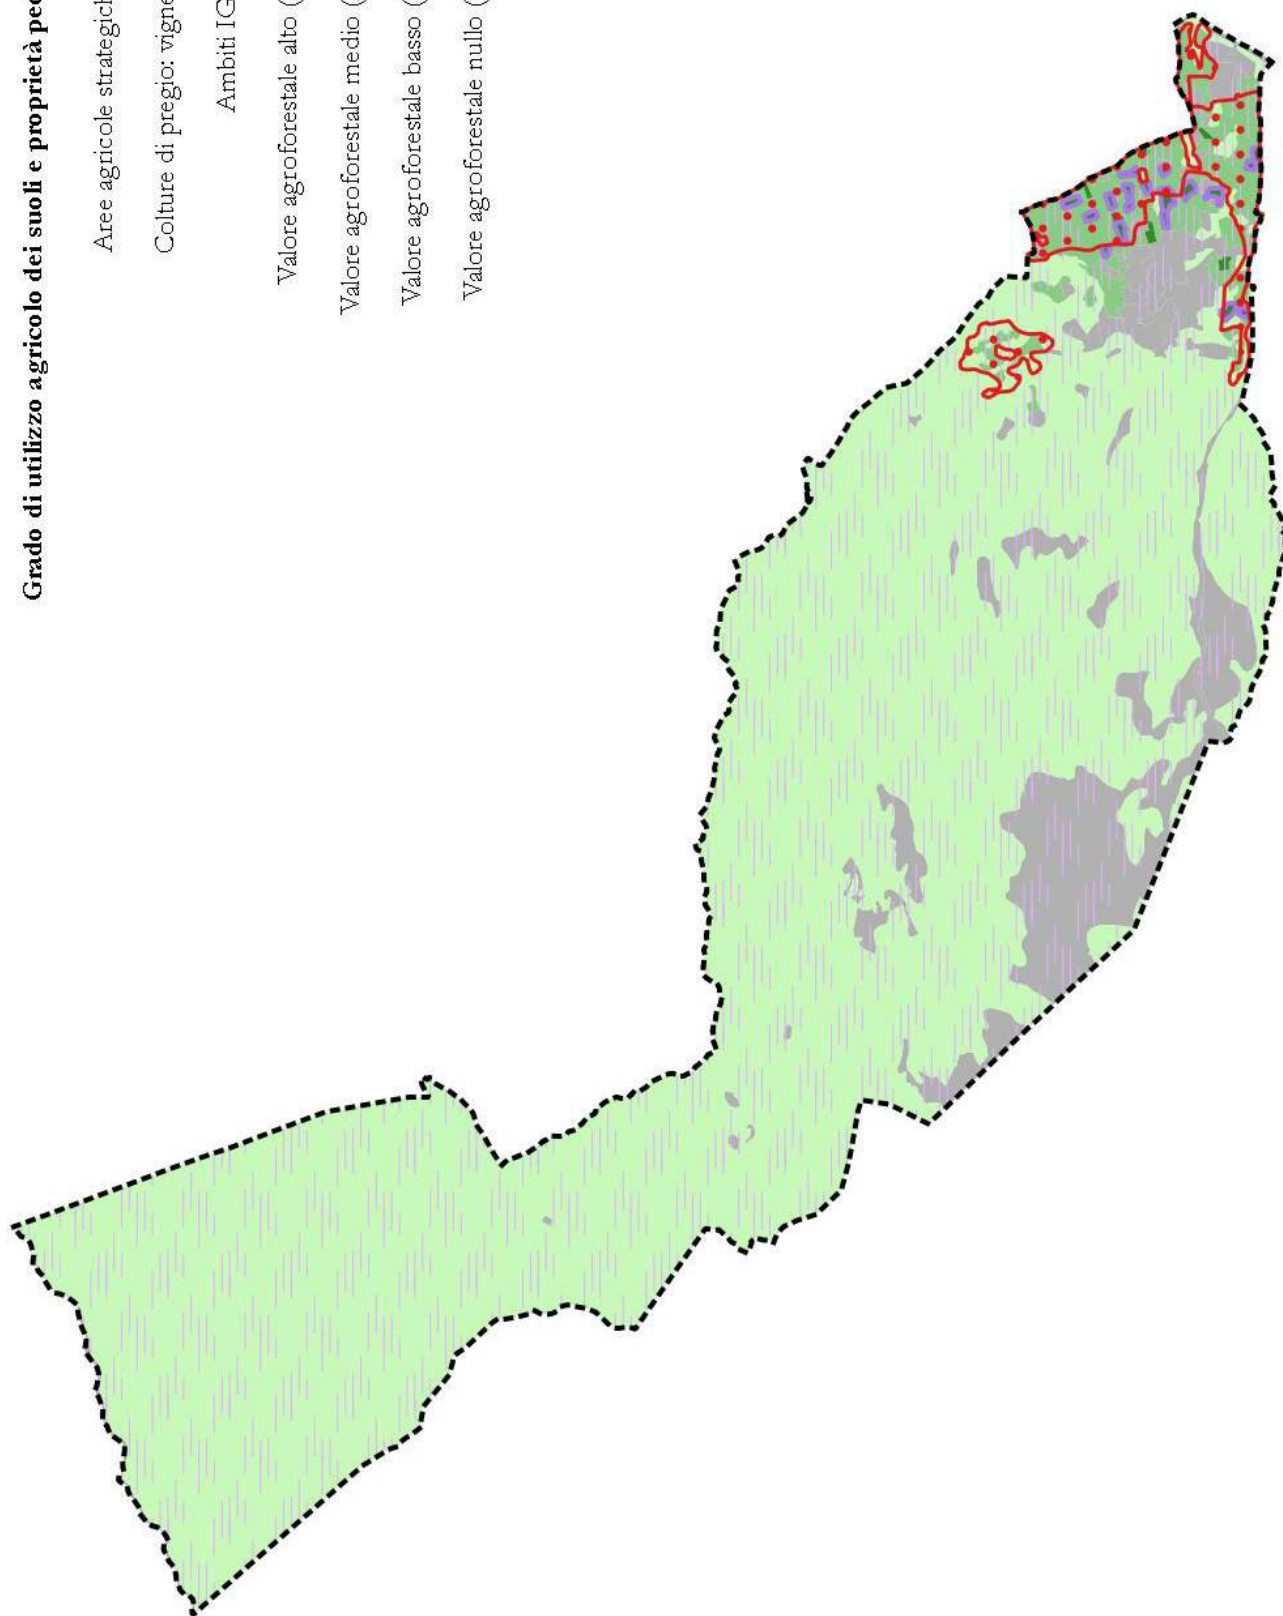 Grado di utilizzo agricolo dei suoli e proprietà pe
Aree agricole strategich
Colture di pregio: vigne
Ambiti IG
Valore agroforestale alto (
Valore agroforestale medio (
Valore agroforestale basso (
Valore agroforestale nullo (